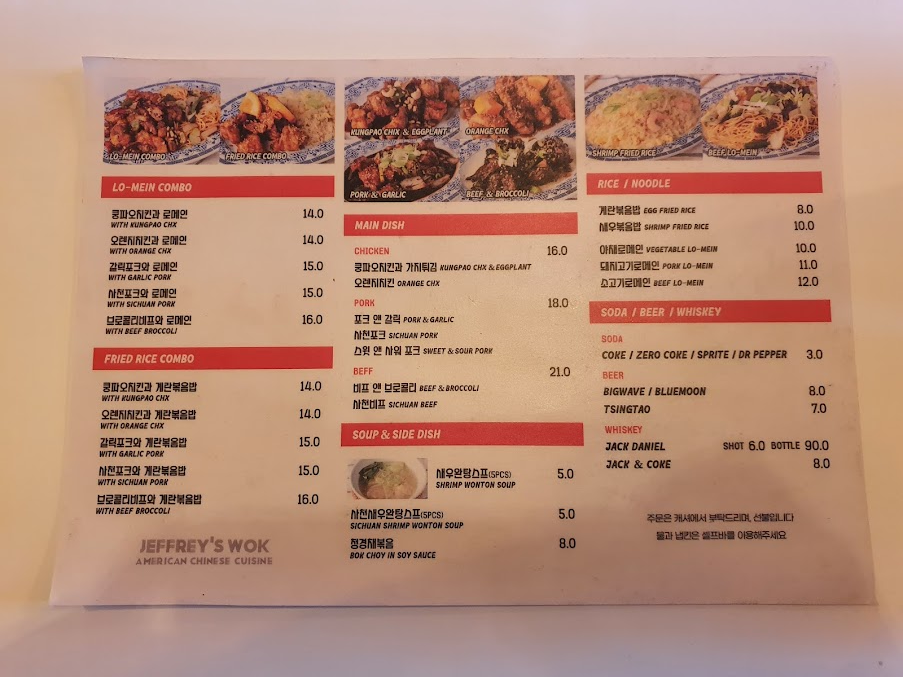 LO-MEIN COMBO
FRIED RICE COMBO
LO-MEIN COMBO
쿵파오치킨과 로메인 14.0
WITH KUNGPAO CHX
오렌지치킨과 로메인 14.0
WITH ORANGE CHX
갈릭포크와 로메인 15.0
WITH GARLIC PORK
사천포크와 로메인 15.0
WITH SICHUAN PORK
브로콜리비프와 로메인 16.0
WITH BEEF BROCCOLI
FRIED RICE COMBO
쿵파오치킨과 계란볶음밥 14.0
WITH KUNGPAO CHX
오렌지치킨과 계란볶음밥 14.0
WITH ORANGE CHX
갈릭포크와 계란볶음밥 15.0
WITH GARLIC PORK
사천포크와 계란볶음밥 15.0
WITH SICHUAN PORK
브로콜리비프와 계란볶음밥 16.0
WITH BEEF BROCCOLI
JEFFREY'S WOK
AMERICAN CHINESE CUISINE
KUNGPAO CHIX & EGGPLANT
ORANGE CHX
PORK & GARLIC
BEEF & BROCCOLI
MAIN DISH
CHICKEN 16.0
쿵파오치킨과 가지튀김 KUNGPAO CHX & EGGPLANT
오렌지치킨 ORANGE CHX
PORK 18.0
포크 앤 갈릭 PORK & GARLIC
사천포크 SICHUAN PORK
스윗 앤 사워 포크 SWEET & SOUR PORK
BEFF 21.0
비프 앤 브로콜리 BEEF & BROCCOLI
사천비프 SICHUAN BEEF
SOUP & SIDE DISH
새우완탕스프(5PCS) 5.0
SHRIMP WONTON SOUP
사천새우완탕스프(5PCS) 5.0
SICHUAN SHRIMP WONTON SOUP
청경채볶음 8.0
BOK CHOY IN SOY SAUCE
SHRIMP FRIED RICE
BEEF LO-MEIN
RICE / NOODLE
계란볶음밥 EGG FRIED RICE 8.0
새우볶음밥 SHRIMP FRIED RICE 10.0
야채로메인 VEGETABLE LO-MEIN 10.0
돼지고기로메인 PORK LO-MEIN 11.0
소고기로메인 BEEF LO-MEIN 12.0
SODA / BEER / WHISKEY
SODA
COKE / ZERO COKE / SPRITE / DR PEPPER 3.0
BEER
BIGWAVE / BLUEMOON 8.0
TSINGTAO 7.0
WHISKEY
JACK DANIEL SHOT 6.0 BOTTLE 90.0
JACK & COKE 8.0
주문은 캐셔에서 부탁드리며, 선불입니다
물과 냅킨은 셀프바를 이용해주세요